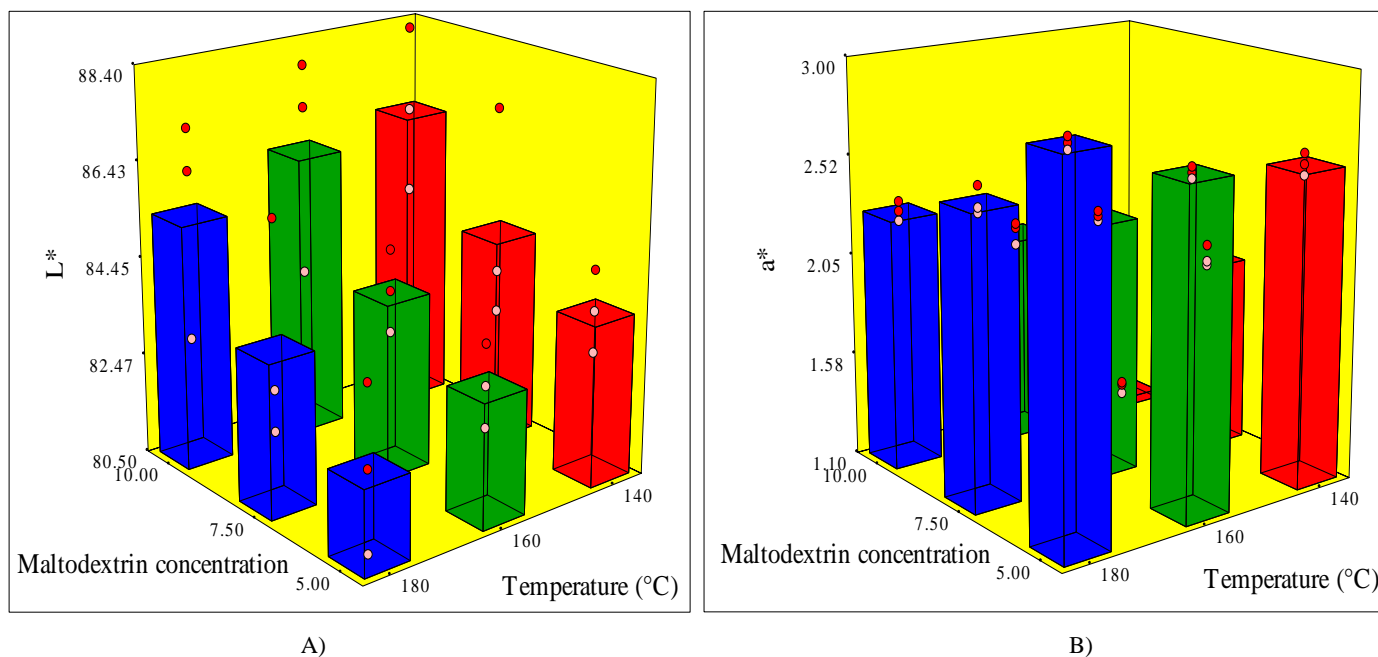 88.40
86.43
84.45
82.47
80.50
L*
10.00
7.50
5.00
Maltodextrin concentration
180
160
140
Temperature (°C)
A)
3.00
2.52
2.05
1.58
1.10
a*
10.00
7.50
5.00
Maltodextrin concentration
180
160
140
Temperature (°C)
B)